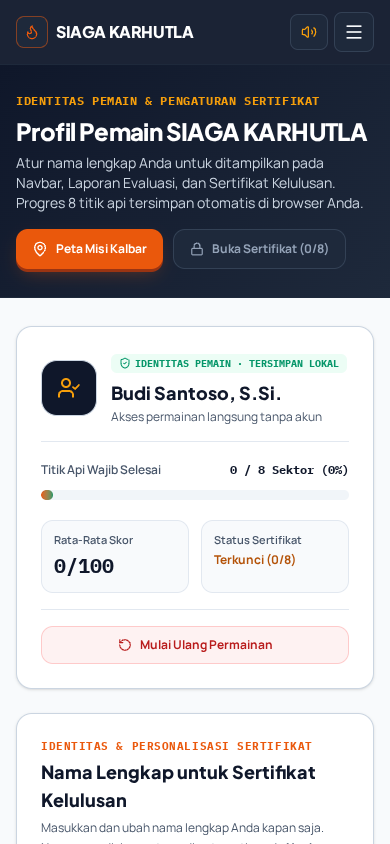 SIAGA KARHUTLA
IDENTITAS PEMAIN & PENGATURAN SERTIFIKAT
Profil Pemain SIAGA KARHUTLA
Atur nama lengkap Anda untuk ditampilkan pada
Navbar, Laporan Evaluasi, dan Sertifikat Kelulusan.
Progres 8 titik api tersimpan otomatis di browser Anda.
Peta Misi Kalbar
Buka Sertifikat (0/8)
IDENTITAS PEMAIN · TERSIMPAN LOKAL
Budi Santoso, S.Si.
Akses permainan langsung tanpa akun
Titik Api Wajib Selesai
0 / 8 Sektor (0%)
Rata-Rata Skor
0/100
Status Sertifikat
Terkunci (0/8)
Mulai Ulang Permainan
IDENTITAS & PERSONALISASI SERTIFIKAT
Nama Lengkap untuk Sertifikat
Kelulusan
Masukkan dan ubah nama lengkap Anda kapan saja.